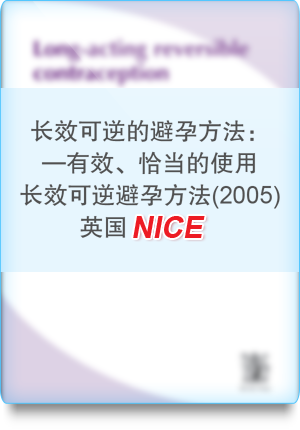 Long-acting reversible
contraception
长效可逆的避孕方法：
—有效、恰当的使用
长效可逆避孕方法(2005)
英国 NICE